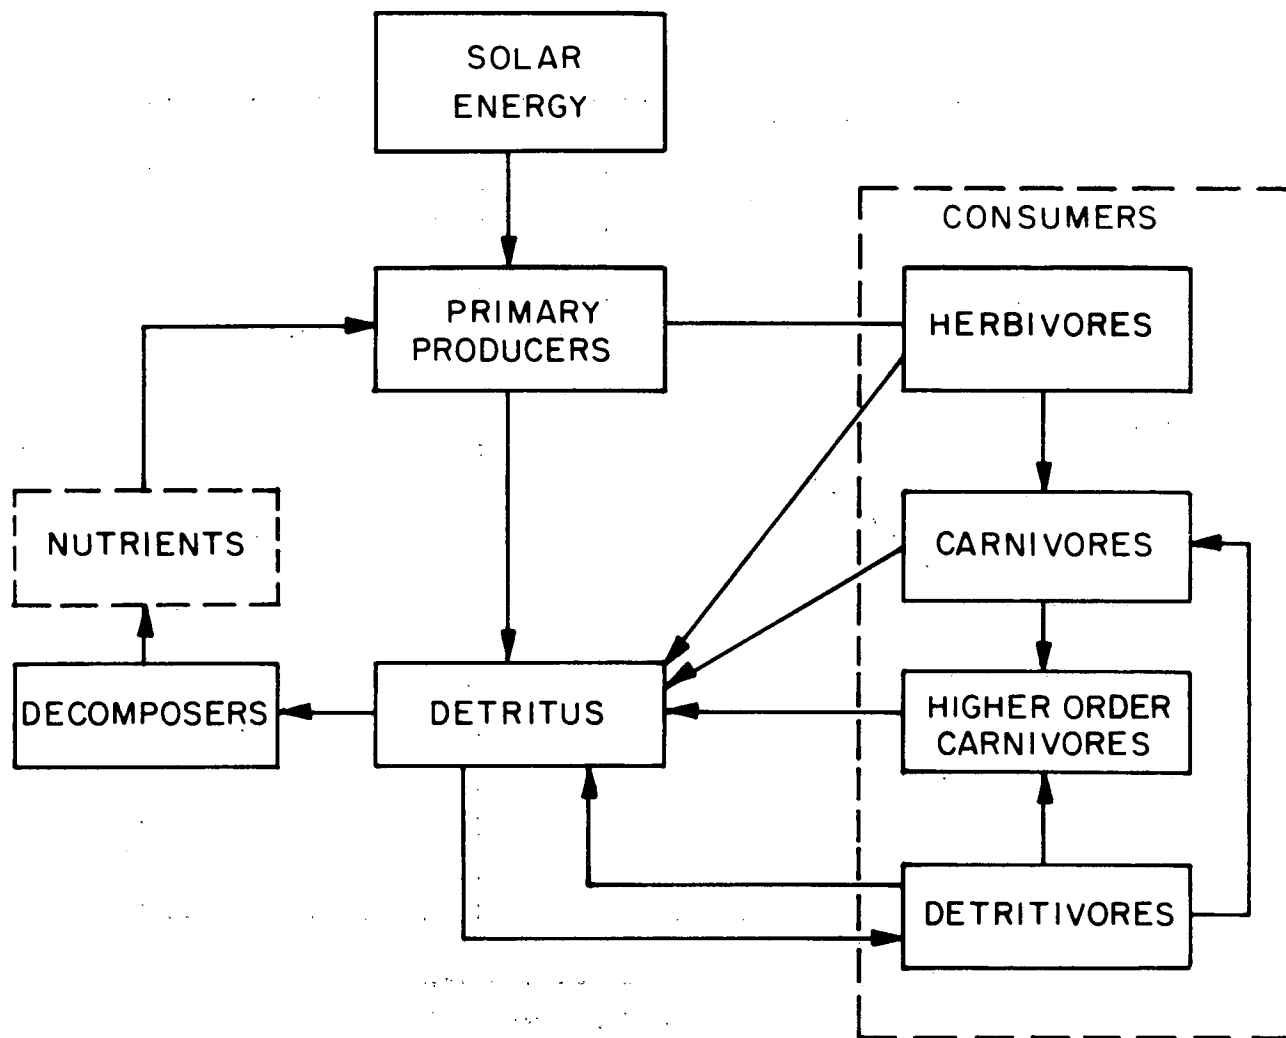 SOLAR
ENERGY
CONSUMERS
PRIMARY
PRODUCERS
HERBIVORES
NUTRIENTS
CARNIVORES
DECOMPOSERS
DETRITUS
HIGHER ORDER
CARNIVORES
DETRITIVORES